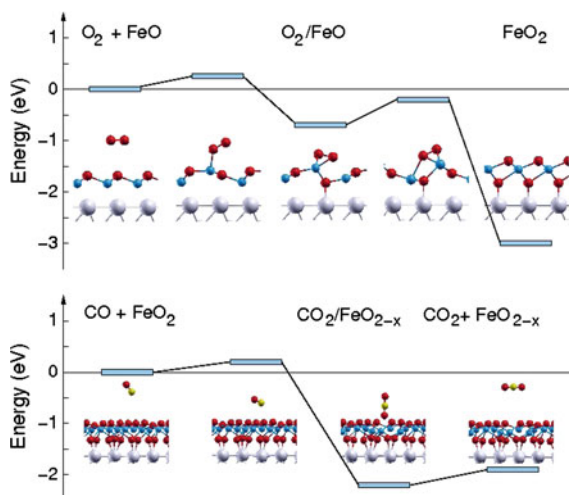 O₂ + FeO O₂/FeO FeO₂
1
0
−1
−2
−3
Energy (eV)
CO + FeO₂ CO₂/FeO₂₋ₓ CO₂+ FeO₂₋ₓ
1
0
−1
−2
Energy (eV)